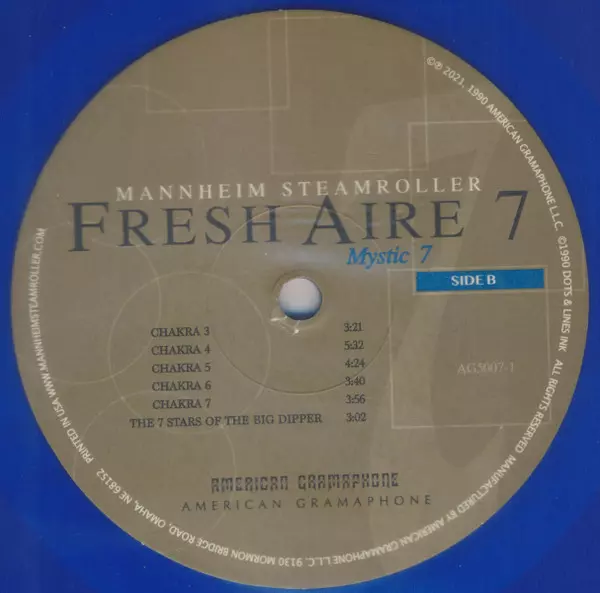 MANNHEIM STEAMROLLER
FRESH AIRE 7
Mystic 7
SIDE B
CHAKRA 3 3:21
CHAKRA 4 5:32
CHAKRA 5 4:24
CHAKRA 6 3:40
CHAKRA 7 3:56
THE 7 STARS OF THE BIG DIPPER 3:02
AG5007-1
AMERICAN GRAMAPHONE
AMERICAN GRAMAPHONE
©℗ 2021, 1990 AMERICAN GRAMAPHONE L.L.C. ©1990 DOTS & LINES INK ALL RIGHTS RESERVED MANUFACTURED BY AMERICAN GRAMAPHONE L.L.C. 9130 MORMON BRIDGE ROAD, OMAHA, NE 68152 PRINTED IN USA WWW.MANNHEIMSTEAMROLLER.COM